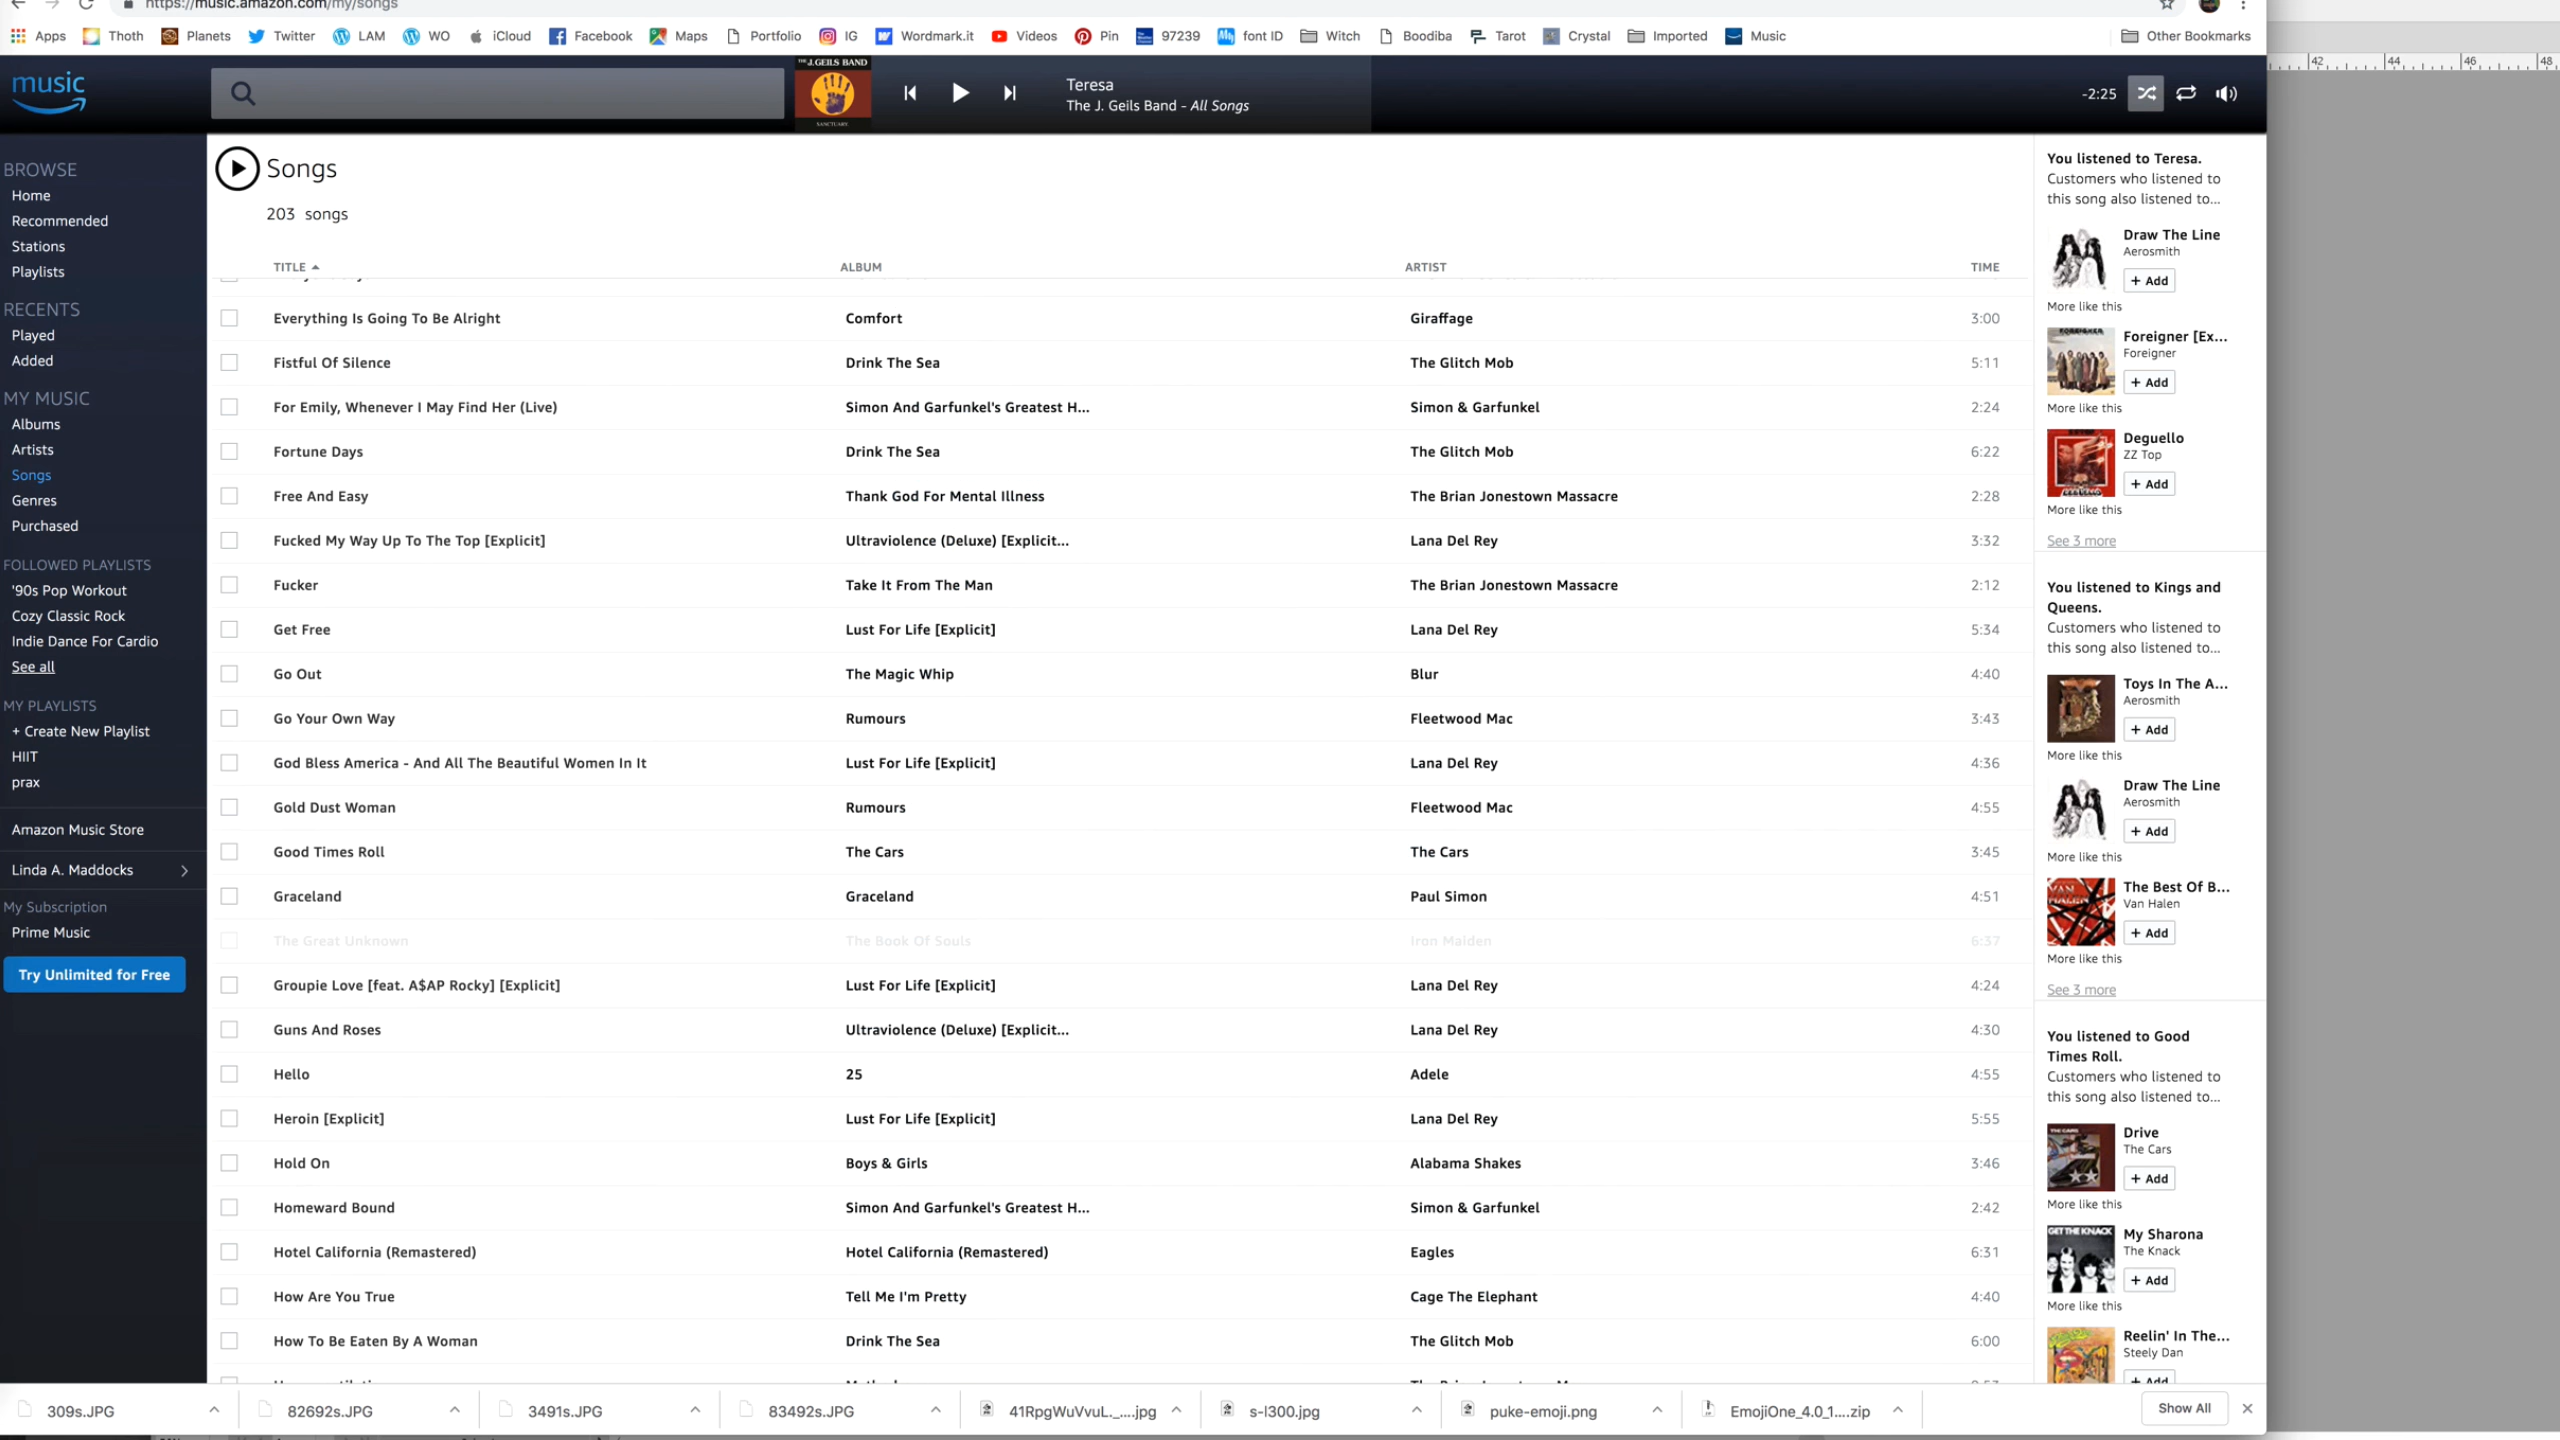 https://music.amazon.com/my/songs
Apps Thoth Planets Twitter LAM WO iCloud Facebook Maps Portfolio IG Wordmark.it Videos Pin 97239 font ID Witch Boodiba Tarot Crystal Imported Music Other Bookmarks
42 44 46 48
music
THE J. GEILS BAND
SANCTUARY.
Teresa
The J. Geils Band - All Songs
-2:25
BROWSE
Home
Recommended
Stations
Playlists
RECENTS
Played
Added
MY MUSIC
Albums
Artists
Songs
Genres
Purchased
FOLLOWED PLAYLISTS
'90s Pop Workout
Cozy Classic Rock
Indie Dance For Cardio
See all
MY PLAYLISTS
+ Create New Playlist
HIIT
prax
Amazon Music Store
Linda A. Maddocks
My Subscription
Prime Music
Try Unlimited for Free
Songs
203 songs
TITLE ALBUM ARTIST TIME
Everything Is Going To Be Alright Comfort Giraffage 3:00
Fistful Of Silence Drink The Sea The Glitch Mob 5:11
For Emily, Whenever I May Find Her (Live) Simon And Garfunkel's Greatest H... Simon & Garfunkel 2:24
Fortune Days Drink The Sea The Glitch Mob 6:22
Free And Easy Thank God For Mental Illness The Brian Jonestown Massacre 2:28
Fucked My Way Up To The Top [Explicit] Ultraviolence (Deluxe) [Explicit... Lana Del Rey 3:32
Fucker Take It From The Man The Brian Jonestown Massacre 2:12
Get Free Lust For Life [Explicit] Lana Del Rey 5:34
Go Out The Magic Whip Blur 4:40
Go Your Own Way Rumours Fleetwood Mac 3:43
God Bless America - And All The Beautiful Women In It Lust For Life [Explicit] Lana Del Rey 4:36
Gold Dust Woman Rumours Fleetwood Mac 4:55
Good Times Roll The Cars The Cars 3:45
Graceland Graceland Paul Simon 4:51
The Great Unknown The Book Of Souls Iron Maiden 6:37
Groupie Love [feat. A$AP Rocky] [Explicit] Lust For Life [Explicit] Lana Del Rey 4:24
Guns And Roses Ultraviolence (Deluxe) [Explicit... Lana Del Rey 4:30
Hello 25 Adele 4:55
Heroin [Explicit] Lust For Life [Explicit] Lana Del Rey 5:55
Hold On Boys & Girls Alabama Shakes 3:46
Homeward Bound Simon And Garfunkel's Greatest H... Simon & Garfunkel 2:42
Hotel California (Remastered) Hotel California (Remastered) Eagles 6:31
How Are You True Tell Me I'm Pretty Cage The Elephant 4:40
How To Be Eaten By A Woman Drink The Sea The Glitch Mob 6:00
You listened to Teresa.
Customers who listened to
this song also listened to...
Draw The Line
Aerosmith
+ Add
More like this
FOREIGNER
Foreigner [Ex...
Foreigner
+ Add
More like this
Deguello
ZZ Top
+ Add
More like this
See 3 more
You listened to Kings and
Queens.
Customers who listened to
this song also listened to...
Toys In The A...
Aerosmith
+ Add
More like this
Draw The Line
Aerosmith
+ Add
More like this
VAN HALEN
The Best Of B...
Van Halen
+ Add
More like this
See 3 more
You listened to Good
Times Roll.
Customers who listened to
this song also listened to...
THE CARS
Drive
The Cars
+ Add
More like this
GET THE KNACK
My Sharona
The Knack
+ Add
More like this
Reelin' In The...
Steely Dan
+ Add
309s.JPG 82692s.JPG 3491s.JPG 83492s.JPG 41RpgWuVvuL._....jpg s-l300.jpg puke-emoji.png EmojiOne_4.0_1....zip Show All